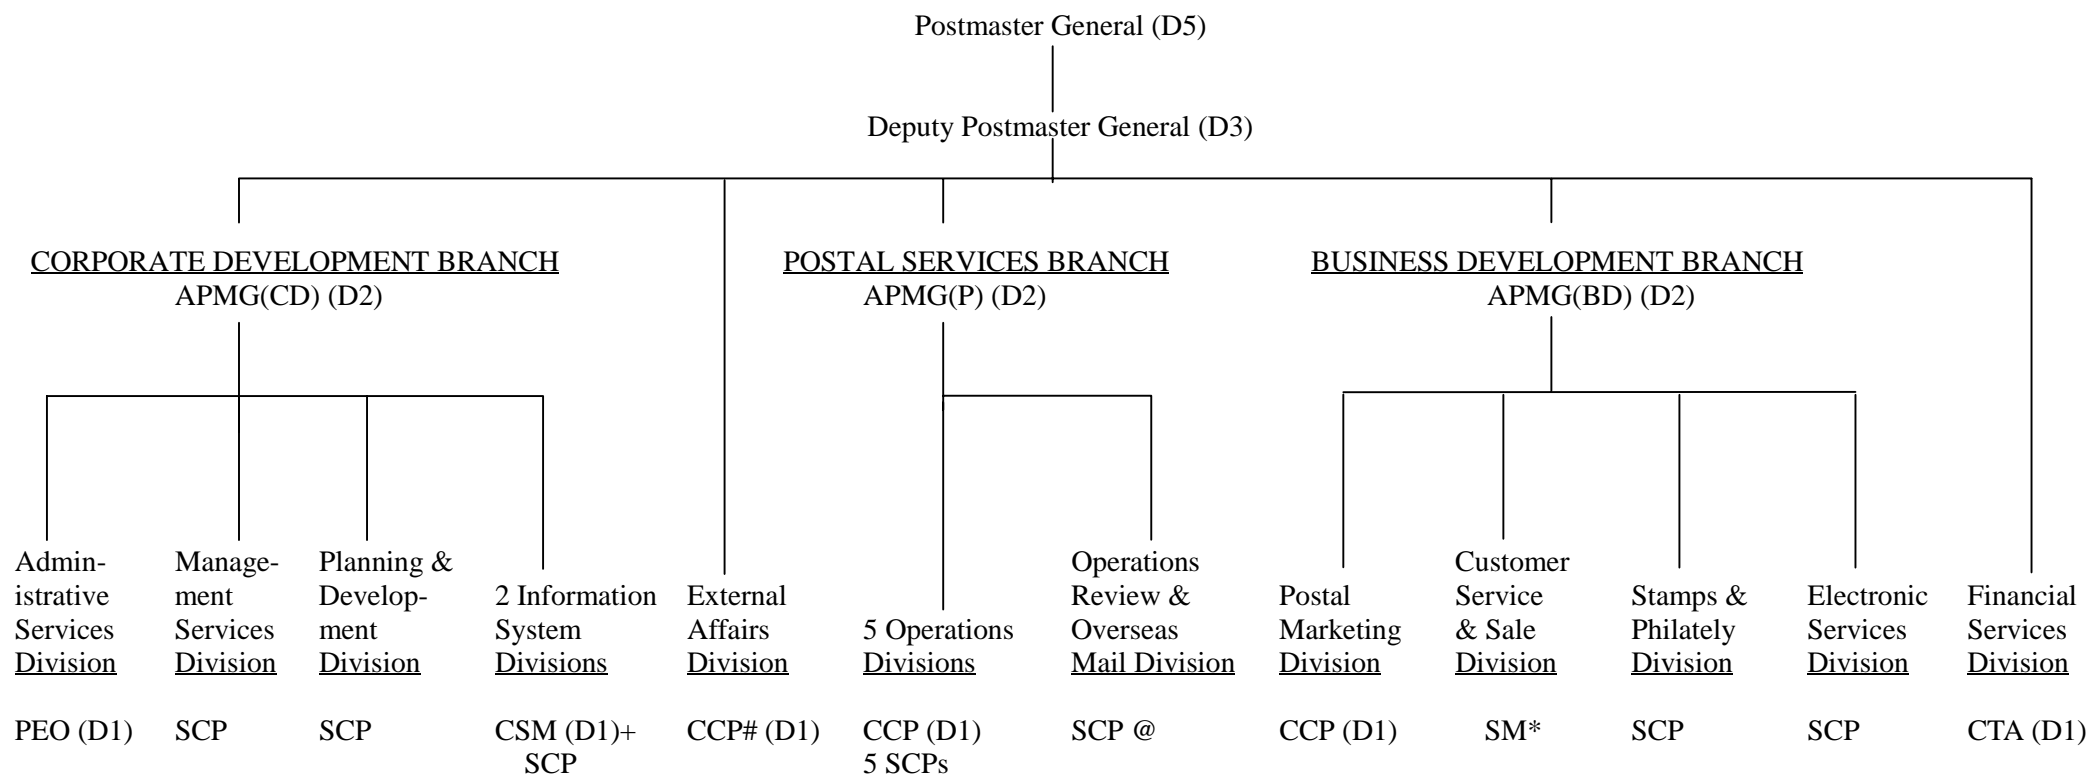 Postmaster General (D5)
Deputy Postmaster General (D3)
CORPORATE DEVELOPMENT BRANCH
APMG(CD) (D2)
POSTAL SERVICES BRANCH
APMG(P) (D2)
BUSINESS DEVELOPMENT BRANCH
APMG(BD) (D2)
Admin-
istrative
Services
Division
PEO (D1)
Manage-
ment
Services
Division
SCP
Planning &
Develop-
ment
Division
SCP
2 Information
System
Divisions
CSM (D1)+
SCP
External
Affairs
Division
CCP# (D1)
5 Operations
Divisions
CCP (D1)
5 SCPs
Operations
Review &
Overseas
Mail Division
SCP @
Postal
Marketing
Division
CCP (D1)
Customer
Service
& Sale
Division
SM*
Stamps &
Philately
Division
SCP
Electronic
Services
Division
SCP
Financial
Services
Division
CTA (D1)